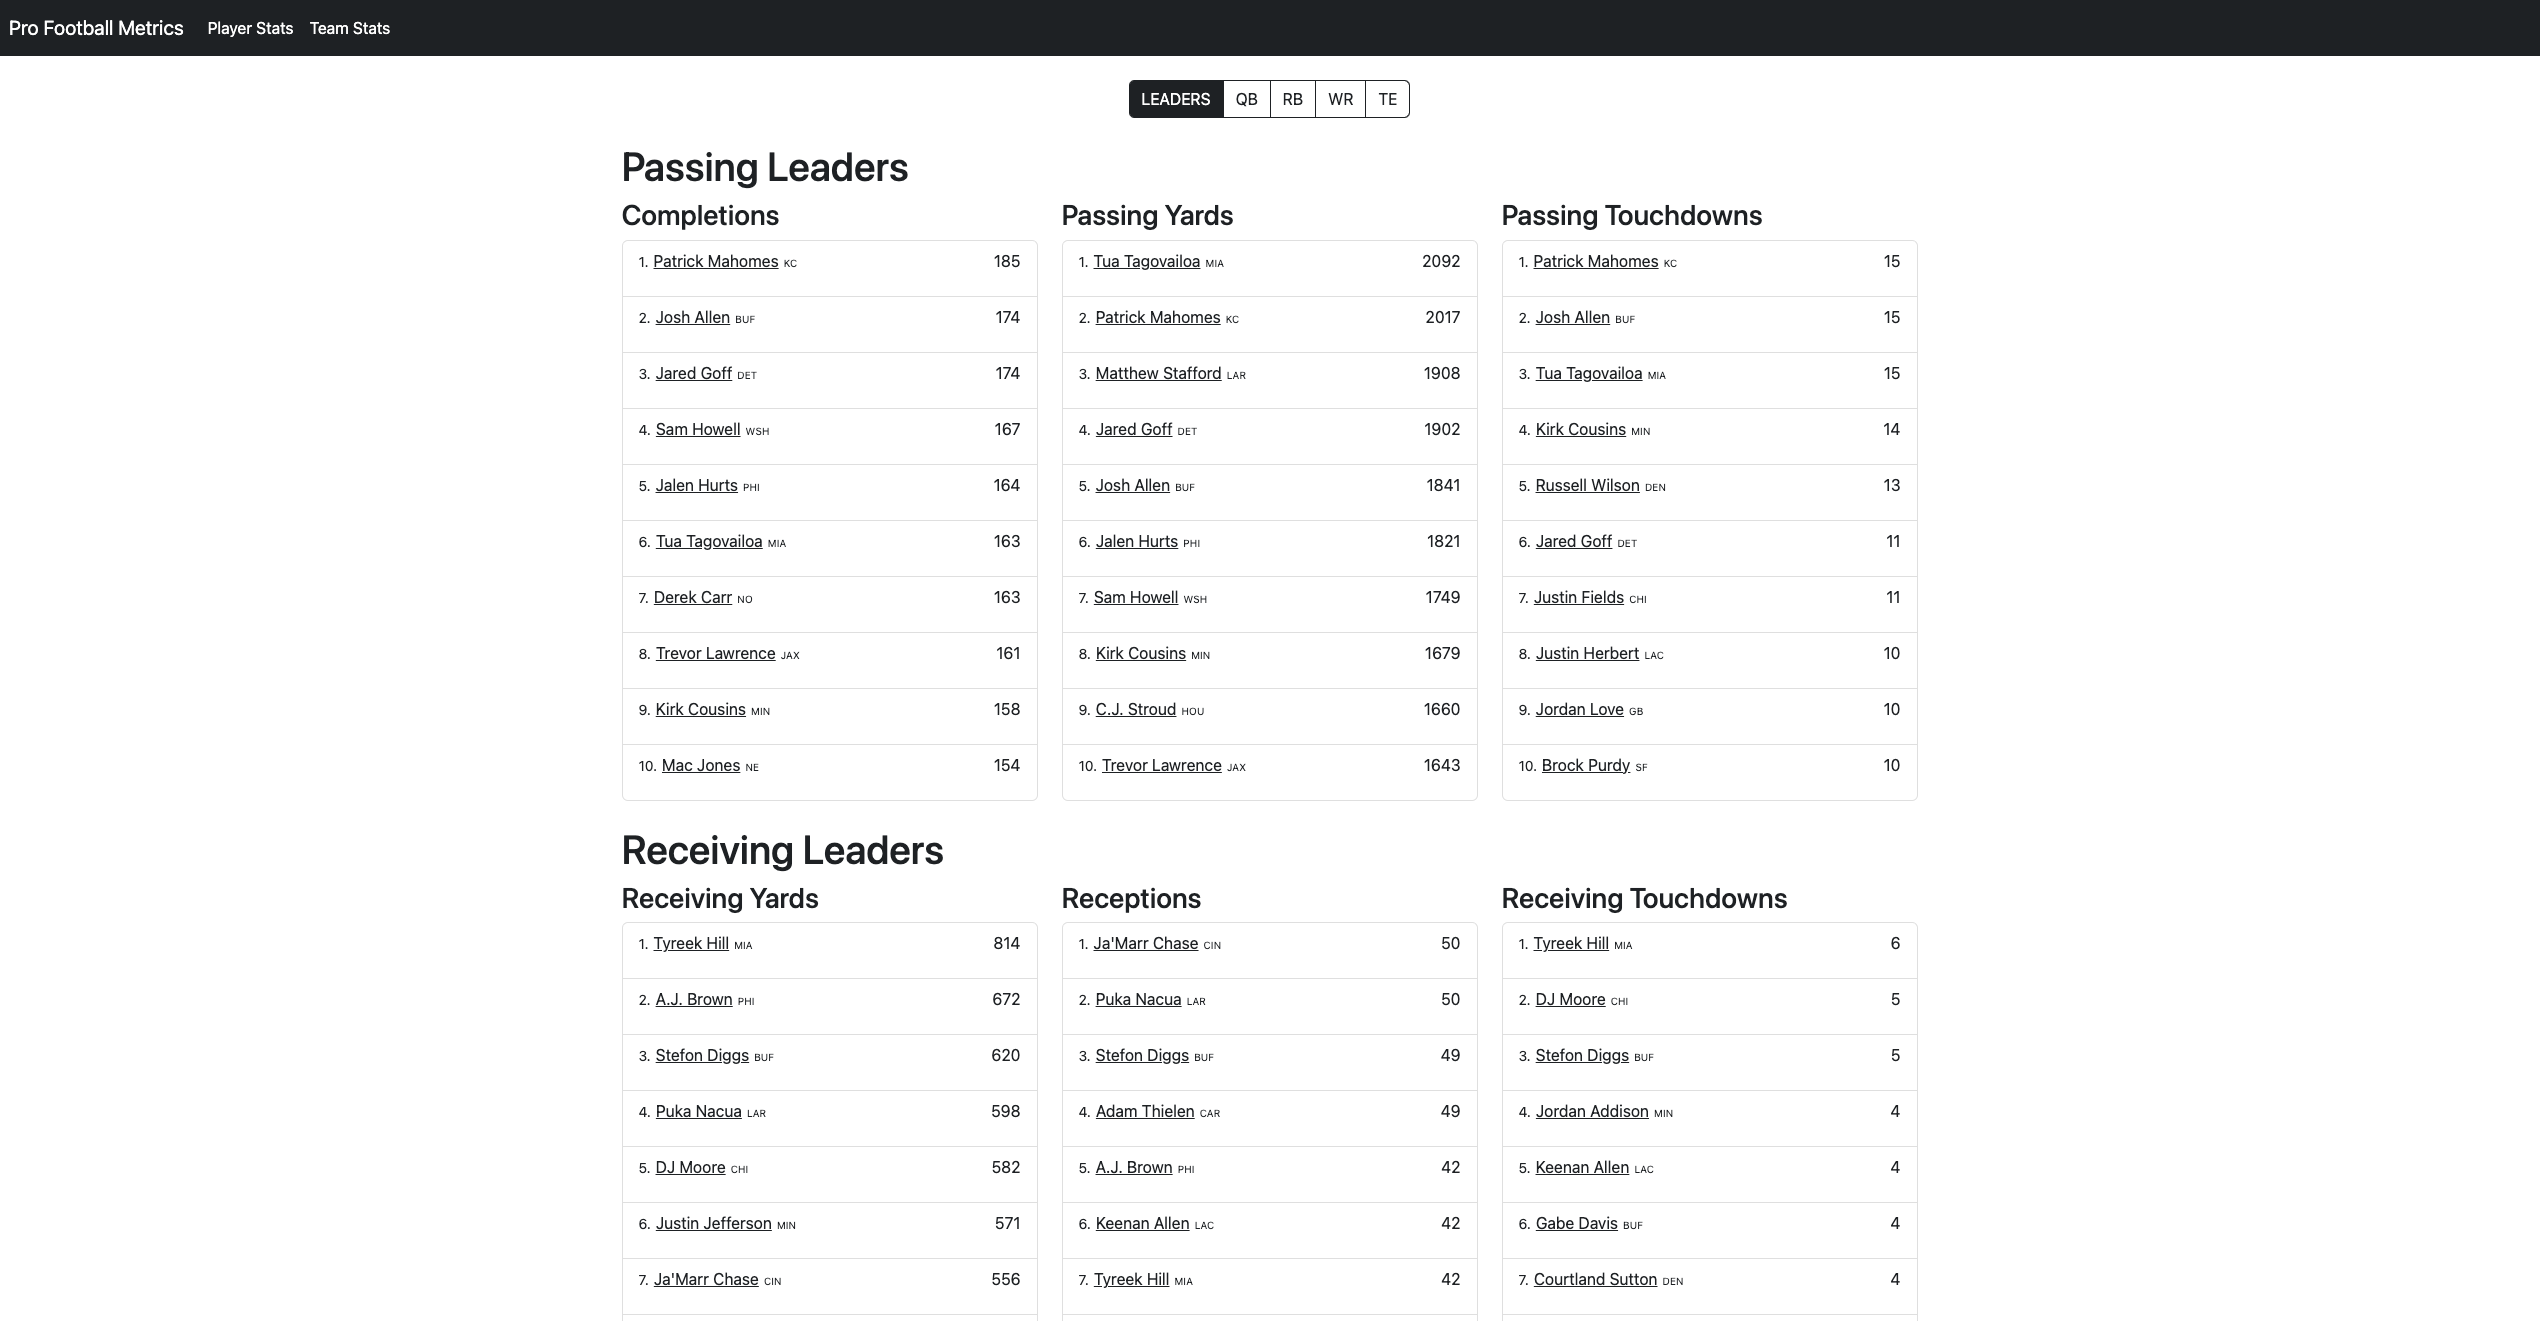 Pro Football Metrics Player Stats Team Stats
LEADERS QB RB WR TE
Passing Leaders
Completions
1. Patrick Mahomes KC 185
2. Josh Allen BUF 174
3. Jared Goff DET 174
4. Sam Howell WSH 167
5. Jalen Hurts PHI 164
6. Tua Tagovailoa MIA 163
7. Derek Carr NO 163
8. Trevor Lawrence JAX 161
9. Kirk Cousins MIN 158
10. Mac Jones NE 154
Passing Yards
1. Tua Tagovailoa MIA 2092
2. Patrick Mahomes KC 2017
3. Matthew Stafford LAR 1908
4. Jared Goff DET 1902
5. Josh Allen BUF 1841
6. Jalen Hurts PHI 1821
7. Sam Howell WSH 1749
8. Kirk Cousins MIN 1679
9. C.J. Stroud HOU 1660
10. Trevor Lawrence JAX 1643
Passing Touchdowns
1. Patrick Mahomes KC 15
2. Josh Allen BUF 15
3. Tua Tagovailoa MIA 15
4. Kirk Cousins MIN 14
5. Russell Wilson DEN 13
6. Jared Goff DET 11
7. Justin Fields CHI 11
8. Justin Herbert LAC 10
9. Jordan Love GB 10
10. Brock Purdy SF 10
Receiving Leaders
Receiving Yards
1. Tyreek Hill MIA 814
2. A.J. Brown PHI 672
3. Stefon Diggs BUF 620
4. Puka Nacua LAR 598
5. DJ Moore CHI 582
6. Justin Jefferson MIN 571
7. Ja'Marr Chase CIN 556
Receptions
1. Ja'Marr Chase CIN 50
2. Puka Nacua LAR 50
3. Stefon Diggs BUF 49
4. Adam Thielen CAR 49
5. A.J. Brown PHI 42
6. Keenan Allen LAC 42
7. Tyreek Hill MIA 42
Receiving Touchdowns
1. Tyreek Hill MIA 6
2. DJ Moore CHI 5
3. Stefon Diggs BUF 5
4. Jordan Addison MIN 4
5. Keenan Allen LAC 4
6. Gabe Davis BUF 4
7. Courtland Sutton DEN 4